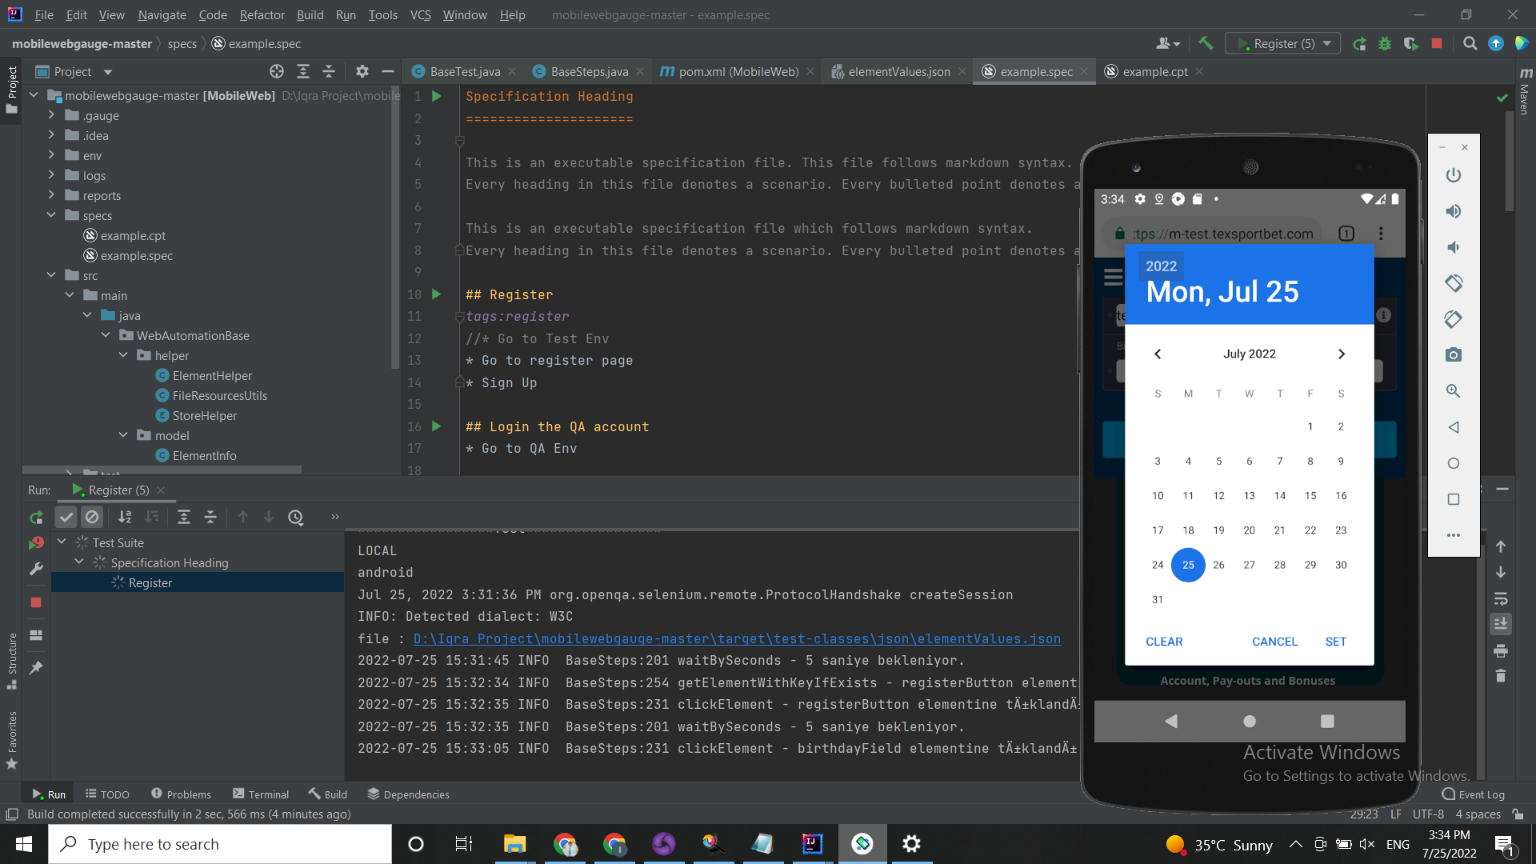 File Edit View Navigate Code Refactor Build Run Tools VCS Window Help mobilewebgauge-master - example.spec
mobilewebgauge-master specs example.spec Register (5)
Project
Project
BaseTest.java BaseSteps.java pom.xml (MobileWeb) elementValues.json example.spec example.cpt
Maven
mobilewebgauge-master [MobileWeb] D:\Iqra Project\mobile
.gauge
.idea
env
logs
reports
specs
example.cpt
example.spec
src
main
java
WebAutomationBase
helper
ElementHelper
FileResourcesUtils
StoreHelper
model
ElementInfo
1 Specification Heading
2 =====================
3
4 This is an executable specification file. This file follows markdown syntax.
5 Every heading in this file denotes a scenario. Every bulleted point denotes a
6
7 This is an executable specification file which follows markdown syntax.
8 Every heading in this file denotes a scenario. Every bulleted point denotes a
9
10 ## Register
11 tags:register
12 //* Go to Test Env
13 * Go to register page
14 * Sign Up
15
16 ## Login the QA account
17 * Go to QA Env
18
Run: Register (5)
Test Suite
Specification Heading
Register
LOCAL
android
Jul 25, 2022 3:31:36 PM org.openqa.selenium.remote.ProtocolHandshake createSession
INFO: Detected dialect: W3C
file : D:\Iqra Project\mobilewebgauge-master\target\test-classes\json\elementValues.json
2022-07-25 15:31:45 INFO BaseSteps:201 waitBySeconds - 5 saniye bekleniyor.
2022-07-25 15:32:34 INFO BaseSteps:254 getElementWithKeyIfExists - registerButton element
2022-07-25 15:32:35 INFO BaseSteps:231 clickElement - registerButton elementine tÄ±klandÄ±
2022-07-25 15:32:35 INFO BaseSteps:201 waitBySeconds - 5 saniye bekleniyor.
2022-07-25 15:33:05 INFO BaseSteps:231 clickElement - birthdayField elementine tÄ±klandÄ±
3:34
ttps://m-test.texsportbet.com 1
2022
Mon, Jul 25
July 2022
S M T W T F S
1 2
3 4 5 6 7 8 9
10 11 12 13 14 15 16
17 18 19 20 21 22 23
24 25 26 27 28 29 30
31
CLEAR CANCEL SET
Account, Pay-outs and Bonuses
Activate Windows
Go to Settings to activate Windows.
Structure
Favorites
Run TODO Problems Terminal Build Dependencies Event Log
Build completed successfully in 2 sec, 566 ms (4 minutes ago) 29:23 LF UTF-8 4 spaces
Type here to search
35°C Sunny ENG
3:34 PM
7/25/2022
1